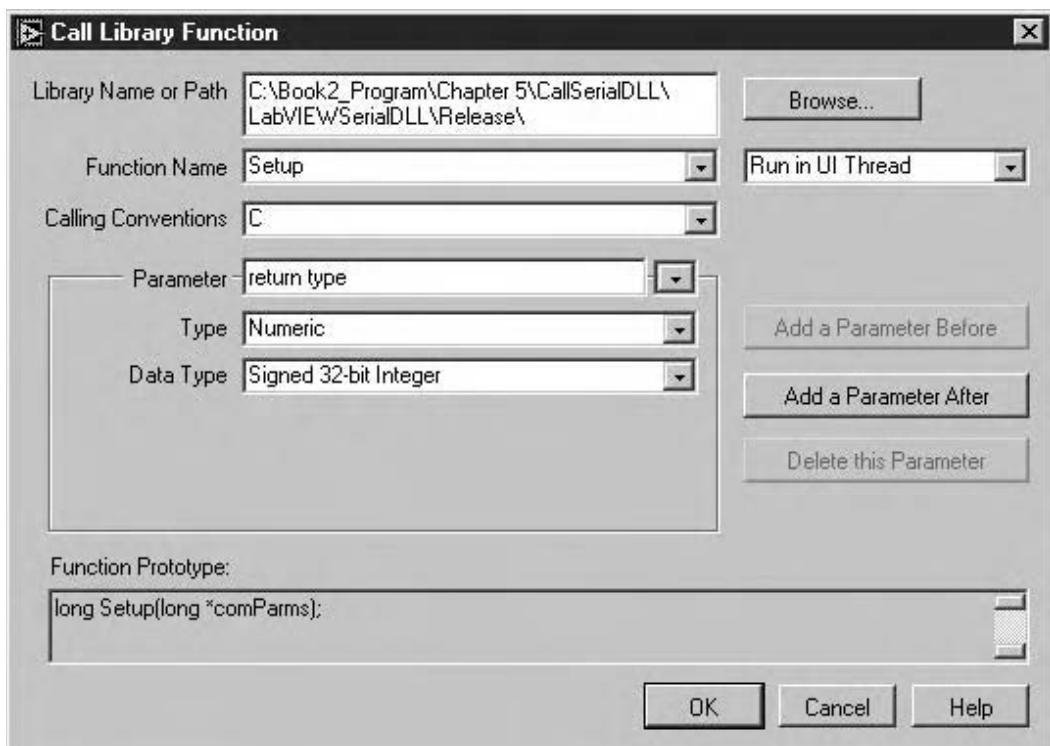 Call Library Function
Library Name or Path
C:\Book2_Program\Chapter 5\CallSerialDLL\
LabVIEWSerialDLL\Release\
Browse...
Function Name
Setup
Run in UI Thread
Calling Conventions
C
Parameter
return type
Type
Numeric
Add a Parameter Before
Data Type
Signed 32-bit Integer
Add a Parameter After
Delete this Parameter
Function Prototype:
long Setup(long *comParms);
OK
Cancel
Help